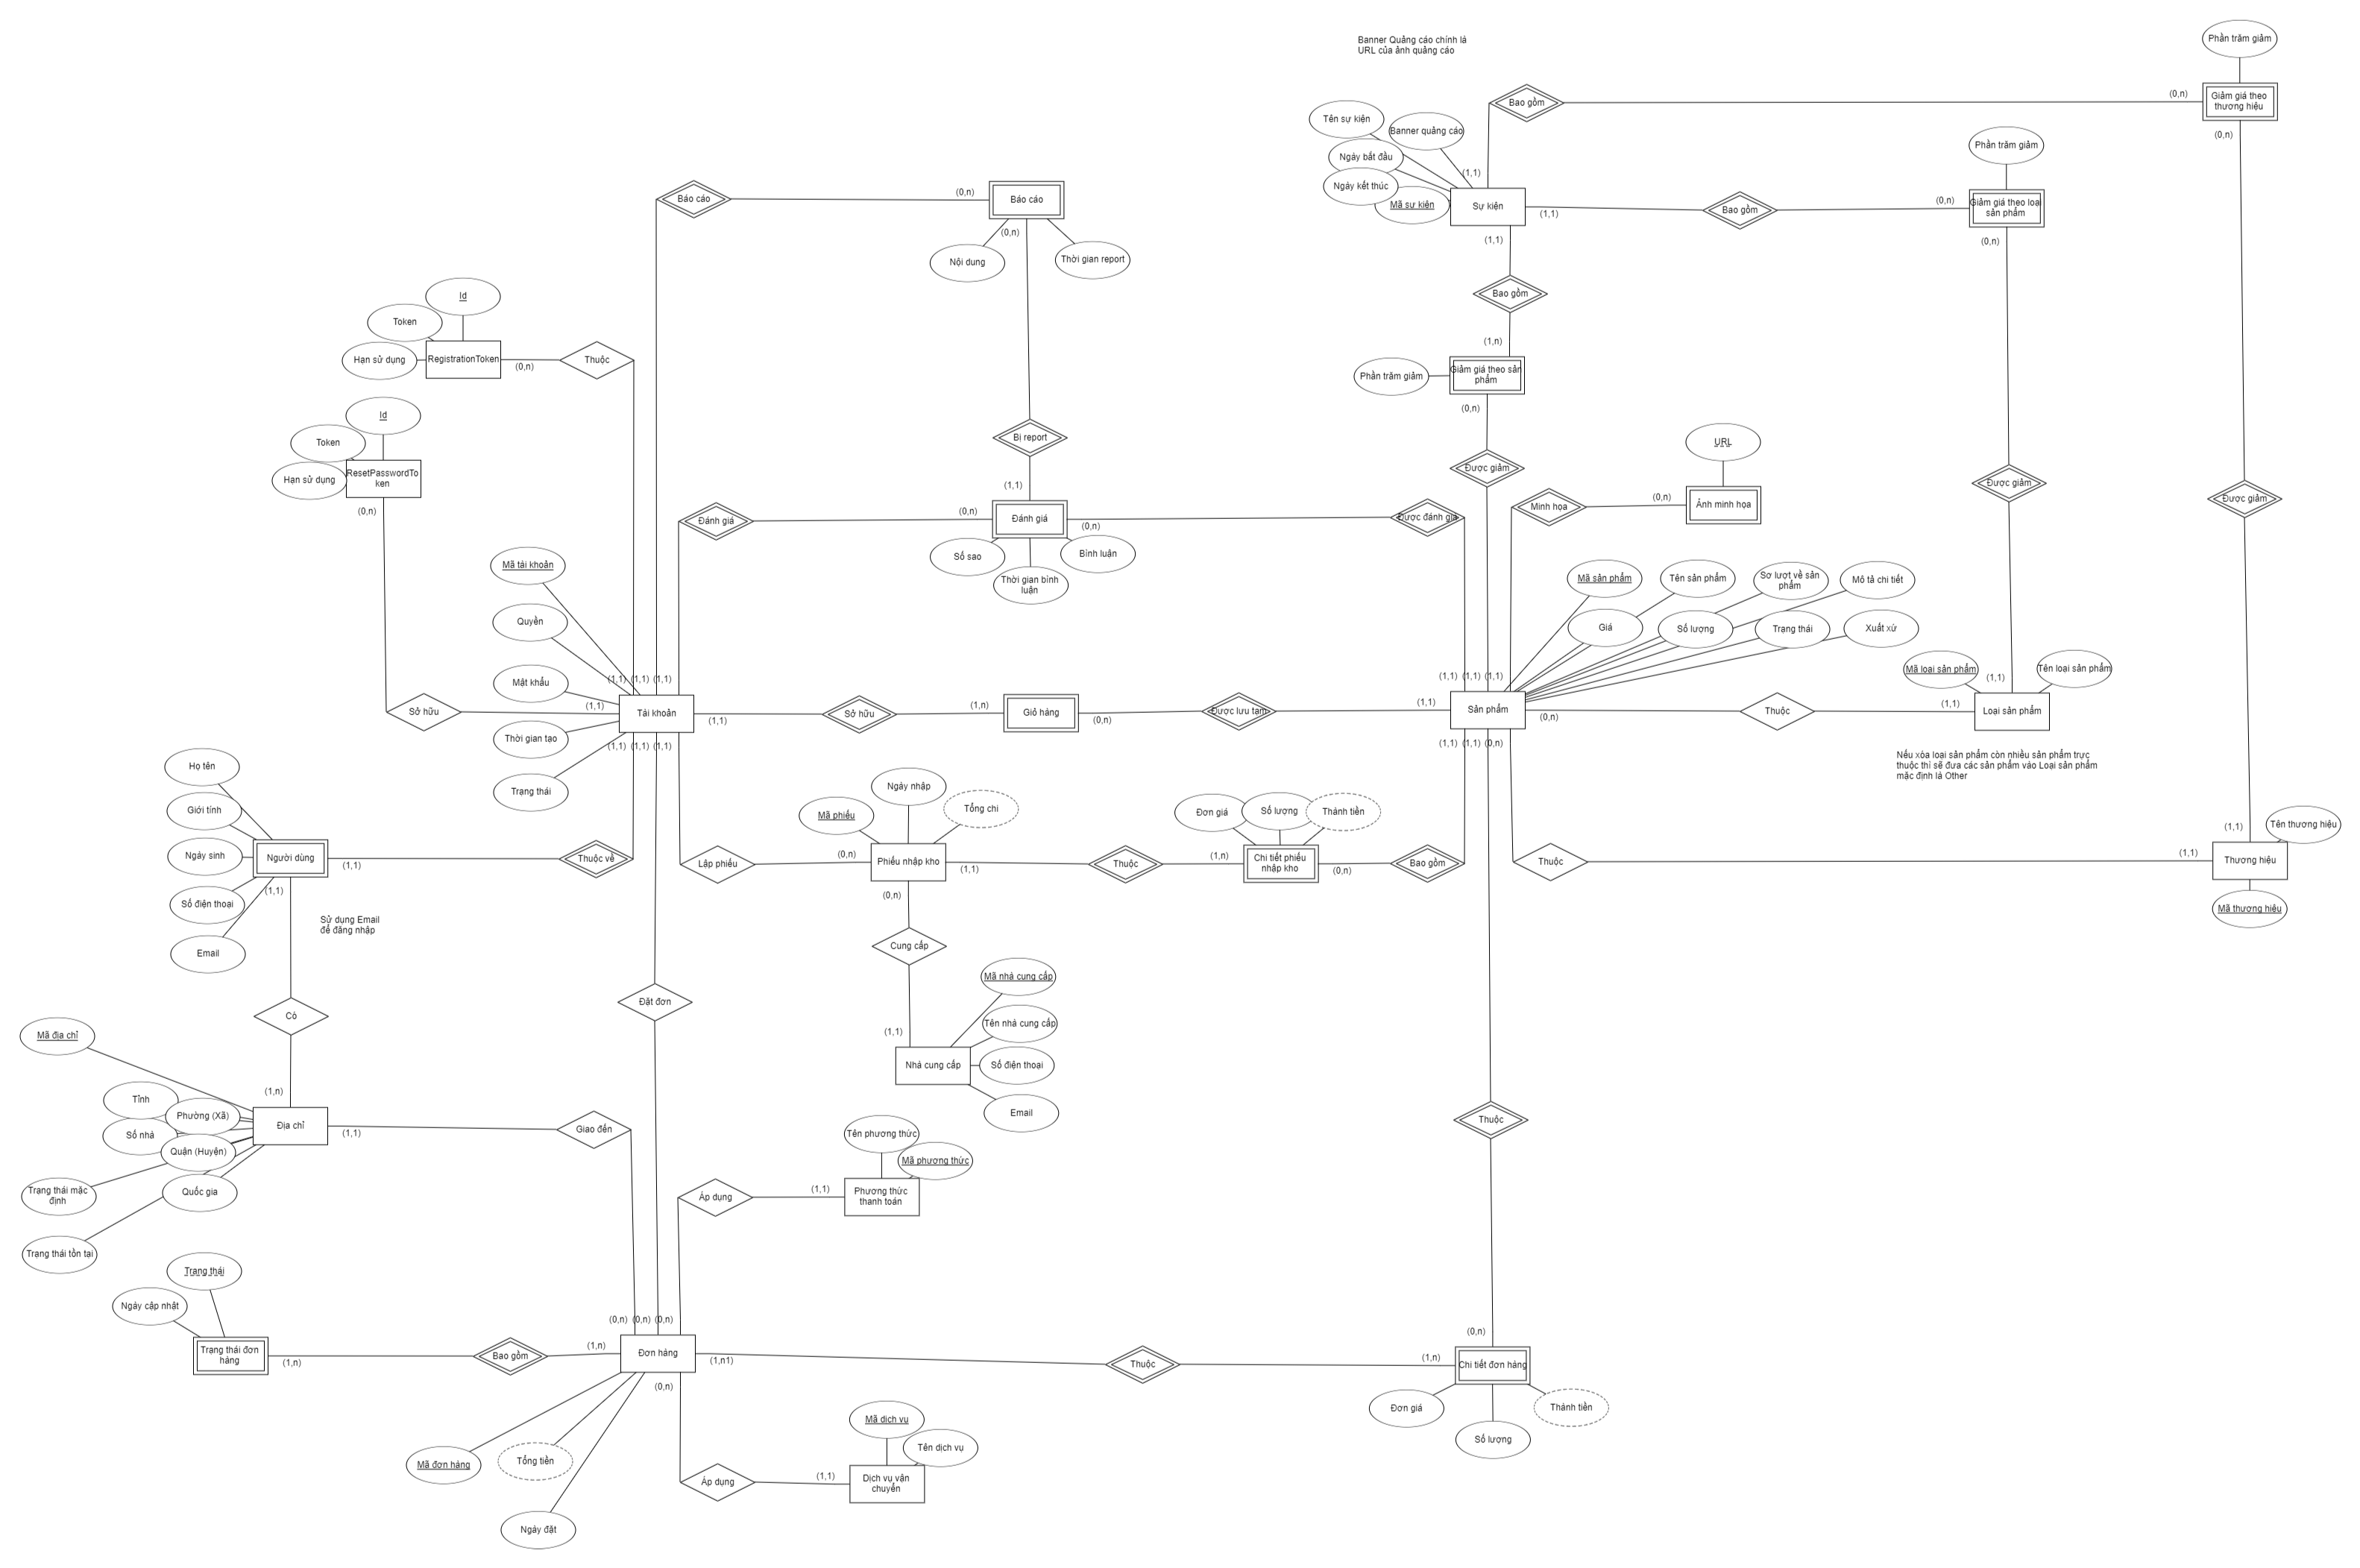 Banner Quảng cáo chính là
URL của ảnh quảng cáo
Phần trăm giảm
Giảm giá theo
thương hiệu
(0,n)
(0,n)
Bao gồm
Tên sự kiện
Banner quảng cáo
Ngày bắt đầu
Ngày kết thúc
Mã sự kiện
(1,1)
Sự kiện
(1,1)
(1,1)
Bao gồm
(0,n)
Phần trăm giảm
Giảm giá theo loại
sản phẩm
(0,n)
Báo cáo
(0,n)
Báo cáo
(0,n)
Nội dung
Thời gian report
Bao gồm
(1,n)
Giảm giá theo sản
phẩm
Phần trăm giảm
(0,n)
Id
Token
Hạn sử dụng
RegistrationToken
(0,n)
Thuộc
Id
Token
Hạn sử dụng
ResetPasswordTo
ken
(0,n)
Bị report
(1,1)
Được giảm
URL
Minh họa
(0,n)
Ảnh minh họa
Được giảm
Được giảm
Đánh giá
(0,n)
Đánh giá
(0,n)
Được đánh giá
Số sao
Thời gian bình
luận
Bình luận
Mã tài khoản
Quyền
Mật khẩu
Thời gian tạo
Trạng thái
Mã sản phẩm
Tên sản phẩm
Sơ lượt về sản
phẩm
Mô tả chi tiết
Giá
Số lượng
Trạng thái
Xuất xứ
Mã loại sản phẩm
Tên loại sản phẩm
(1,1)
(1,1)
(1,1)
(1,1)
(1,1)
(1,1)
(1,1)
Sở hữu
(1,1)
Tài khoản
(1,1)
Sở hữu
(1,n)
Giỏ hàng
(0,n)
Được lưu tạm
(1,1)
Sản phẩm
(0,n)
Thuộc
(1,1)
Loại sản phẩm
(1,1)
(1,1)
(1,1)
(1,1)
(1,1)
(0,n)
Nếu xóa loại sản phẩm còn nhiều sản phẩm trực
thuộc thì sẽ đưa các sản phẩm vào Loại sản phẩm
mặc định là Other
Họ tên
Giới tính
Ngày sinh
Số điện thoại
Email
Người dùng
(1,1)
(1,1)
Thuộc về
Sử dụng Email
để đăng nhập
Mã phiếu
Ngày nhập
Tổng chi
Lập phiếu
(0,n)
Phiếu nhập kho
(1,1)
(0,n)
Thuộc
(1,n)
Đơn giá
Số lượng
Thành tiền
Chi tiết phiếu
nhập kho
(0,n)
Bao gồm
Thuộc
(1,1)
(1,1)
Tên thương hiệu
Thương hiệu
Mã thương hiệu
Cung cấp
(1,1)
Nhà cung cấp
Mã nhà cung cấp
Tên nhà cung cấp
Số điện thoại
Email
Đặt đơn
Có
(1,n)
Mã địa chỉ
Tỉnh
Phường (Xã)
Số nhà
Quận (Huyện)
Trạng thái mặc
định
Quốc gia
Trạng thái tồn tại
Địa chỉ
(1,1)
Giao đến
Thuộc
Tên phương thức
Mã phương thức
Áp dụng
(1,1)
Phương thức
thanh toán
Trạng thái
Ngày cập nhật
Trạng thái đơn
hàng
(1,n)
Bao gồm
(1,n)
(0,n)
(0,n)
(0,n)
Đơn hàng
(1,n1)
(0,n)
Thuộc
(1,n)
(0,n)
Chi tiết đơn hàng
Đơn giá
Số lượng
Thành tiền
Mã đơn hàng
Tổng tiền
Ngày đặt
Áp dụng
(1,1)
Mã dịch vụ
Tên dịch vụ
Dịch vụ vận
chuyển